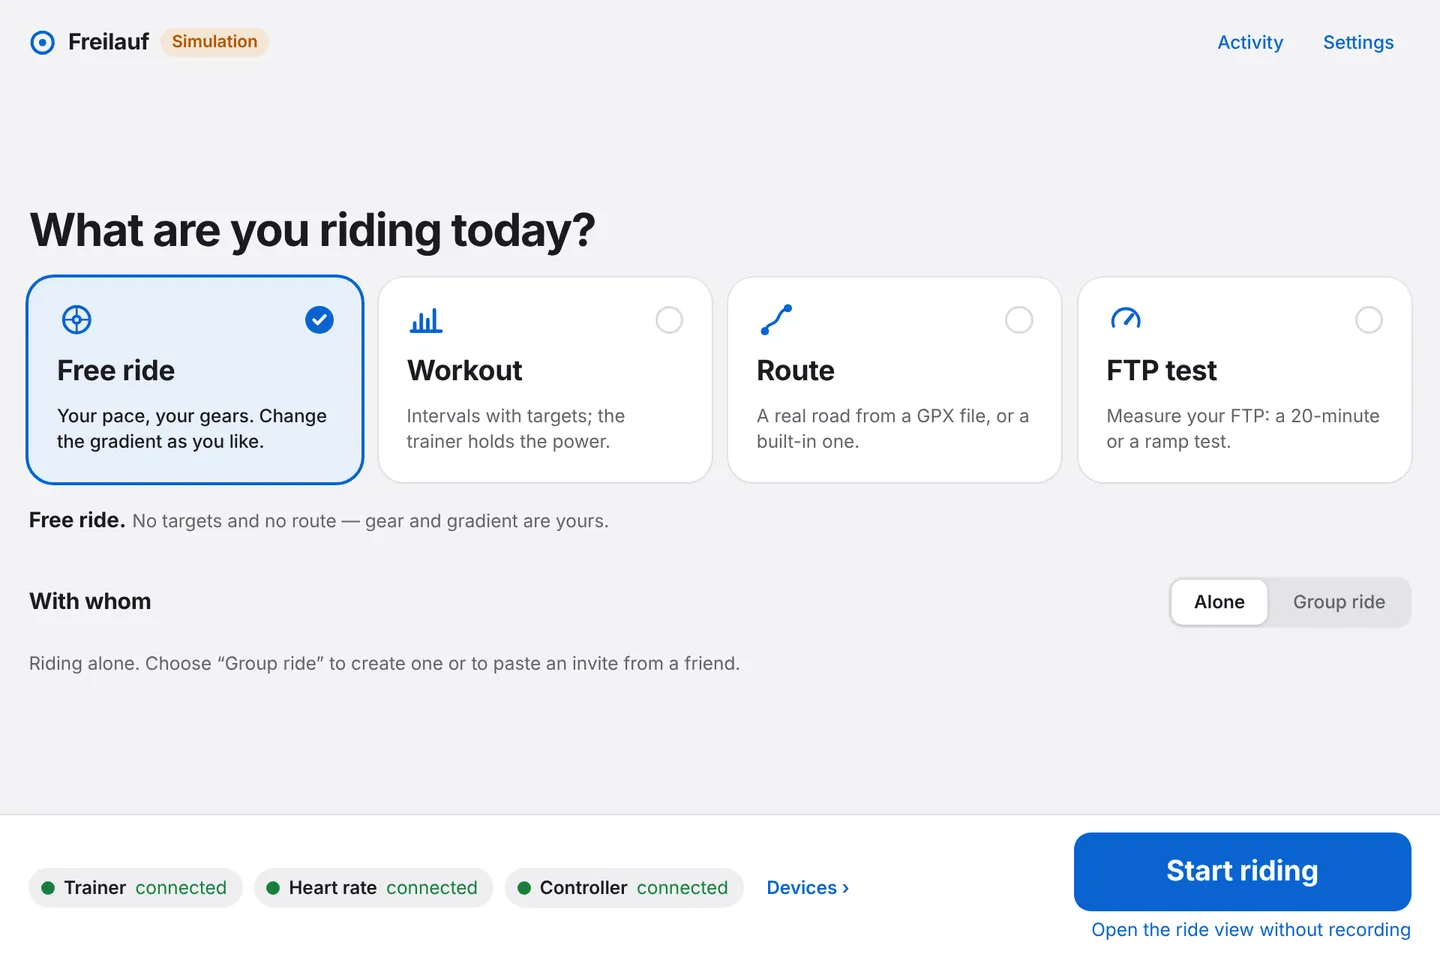 Freilauf
Simulation
Activity
Settings
What are you riding today?
Free ride
Your pace, your gears. Change
the gradient as you like.
Workout
Intervals with targets; the
trainer holds the power.
Route
A real road from a GPX file, or a
built-in one.
FTP test
Measure your FTP: a 20-minute
or a ramp test.
Free ride. No targets and no route — gear and gradient are yours.
With whom
Alone
Group ride
Riding alone. Choose “Group ride” to create one or to paste an invite from a friend.
Trainer connected
Heart rate connected
Controller connected
Devices ›
Start riding
Open the ride view without recording